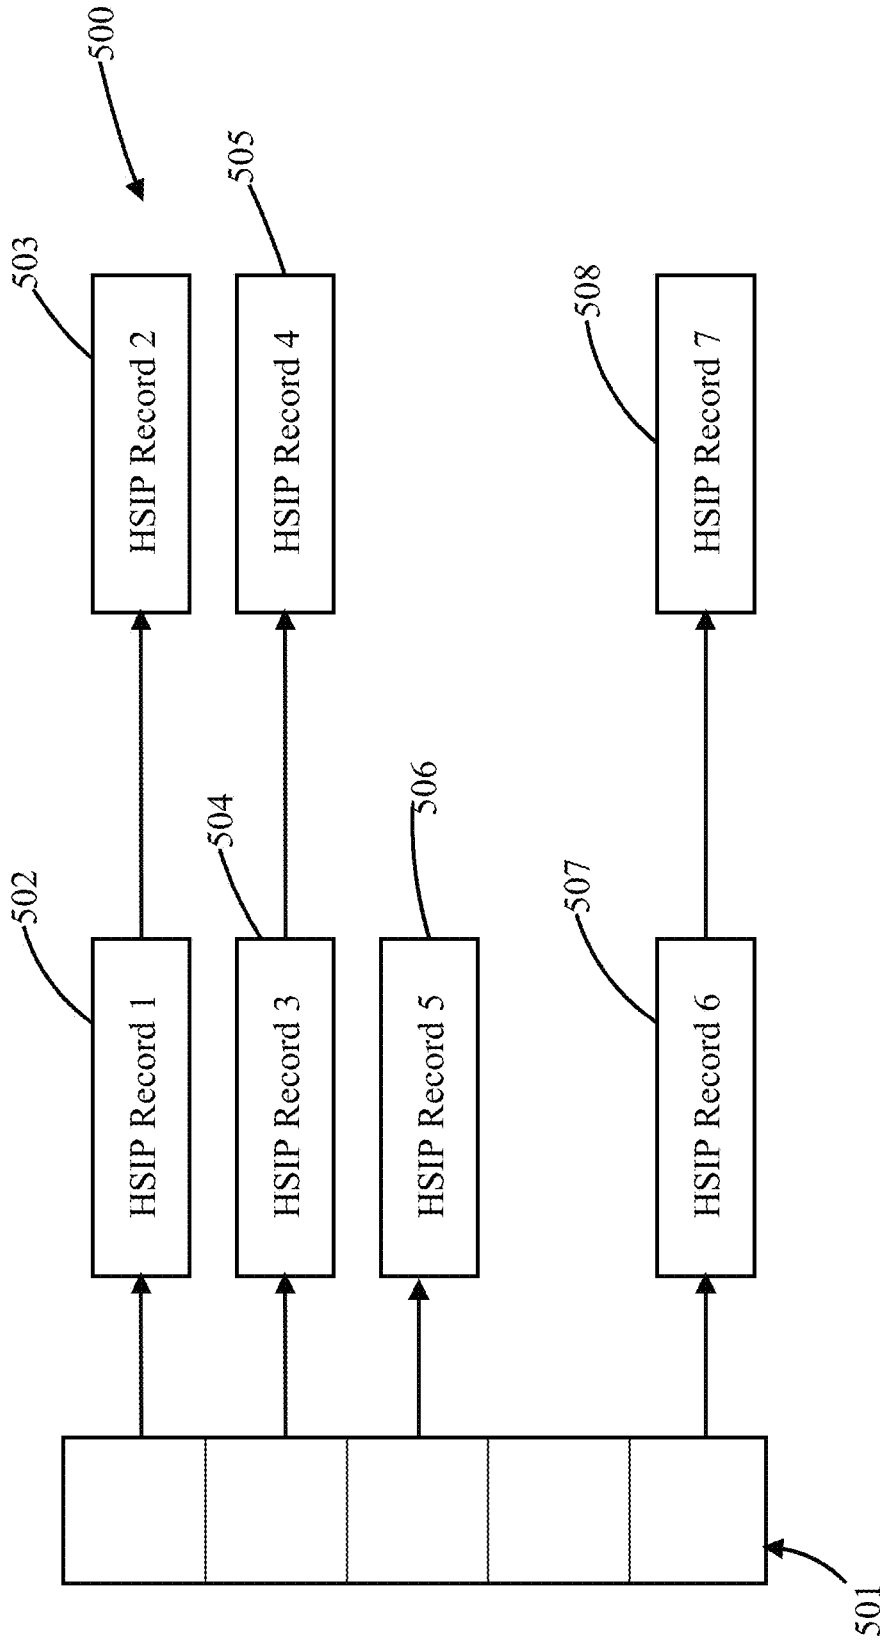 500
503
HSIP Record 2
505
HSIP Record 4
508
HSIP Record 7
502
HSIP Record 1
504
HSIP Record 3
506
HSIP Record 5
507
HSIP Record 6
501